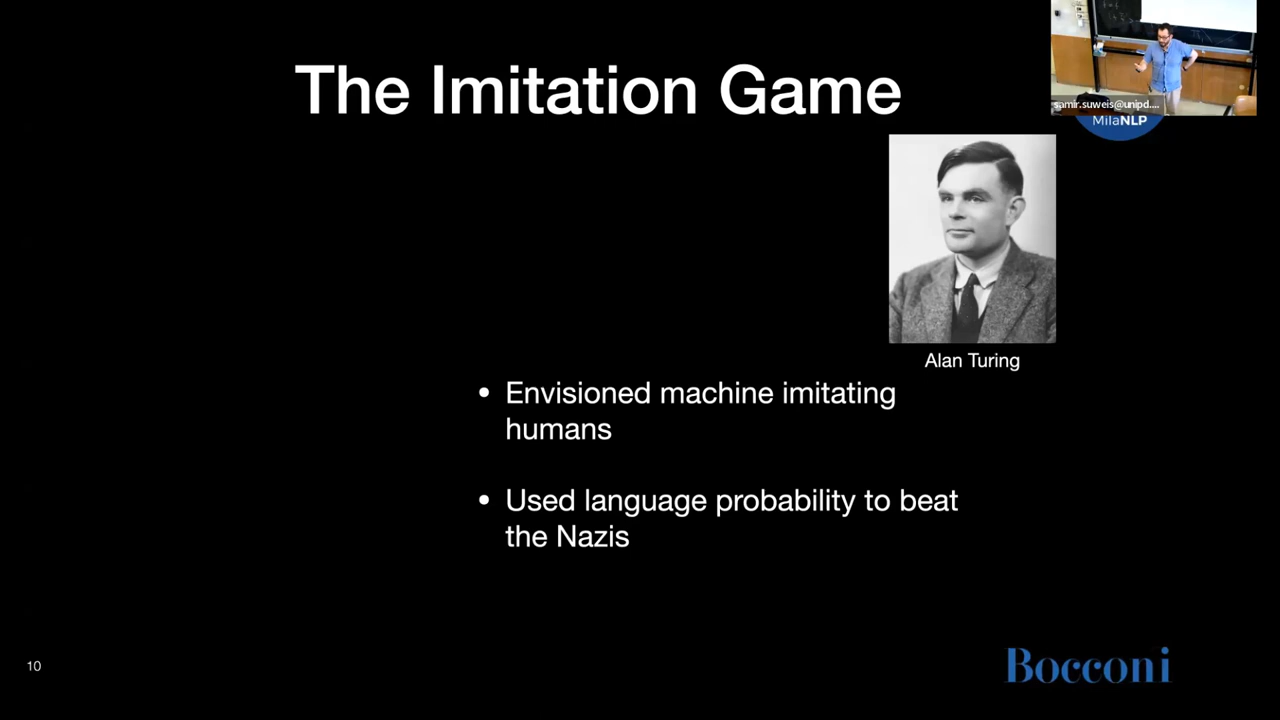 The Imitation Game
samir.suweis@unipd....
MilaNLP
Alan Turing
• Envisioned machine imitating
humans
• Used language probability to beat
the Nazis
10
Bocconi